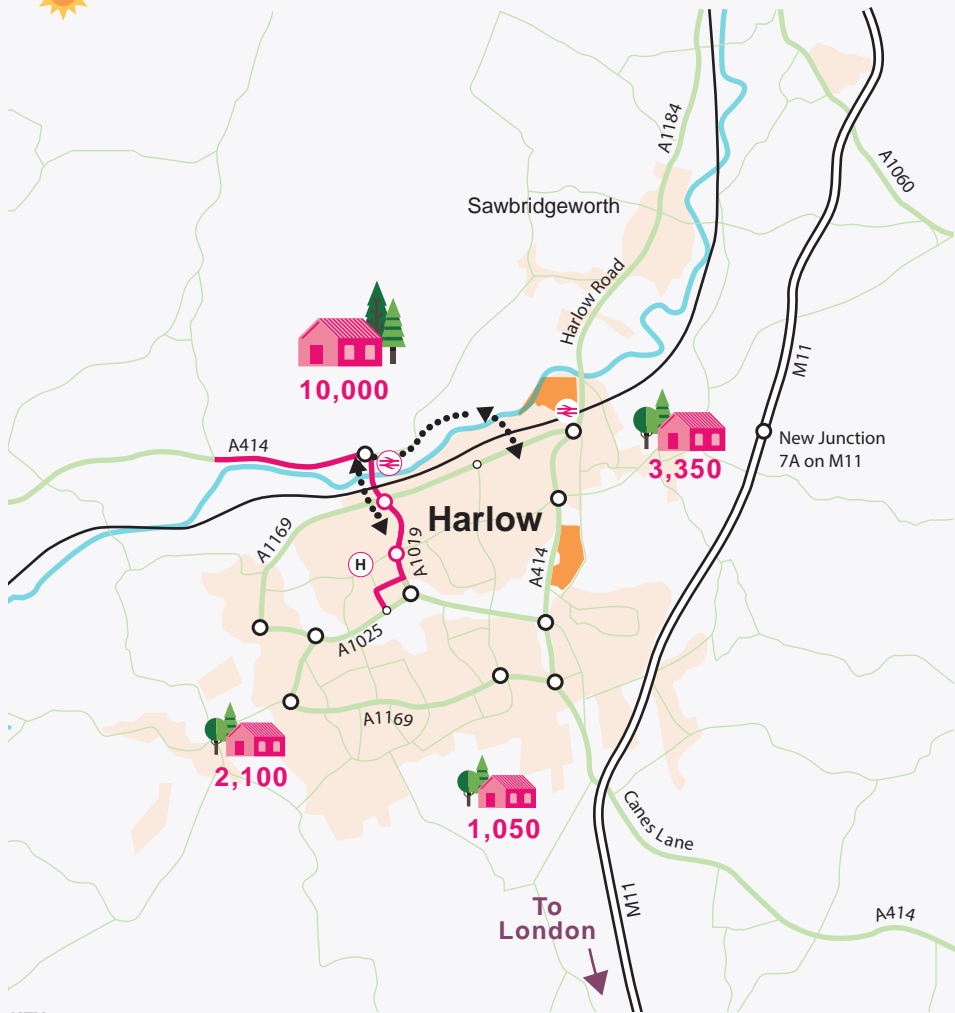 A1184
A1060
Sawbridgeworth
Harlow Road
M11
10,000
A414
3,350
New Junction
7A on M11
Harlow
A1169
A1019
H
A414
A1025
A1169
2,100
1,050
Canes Lane
M11
To
London
A414